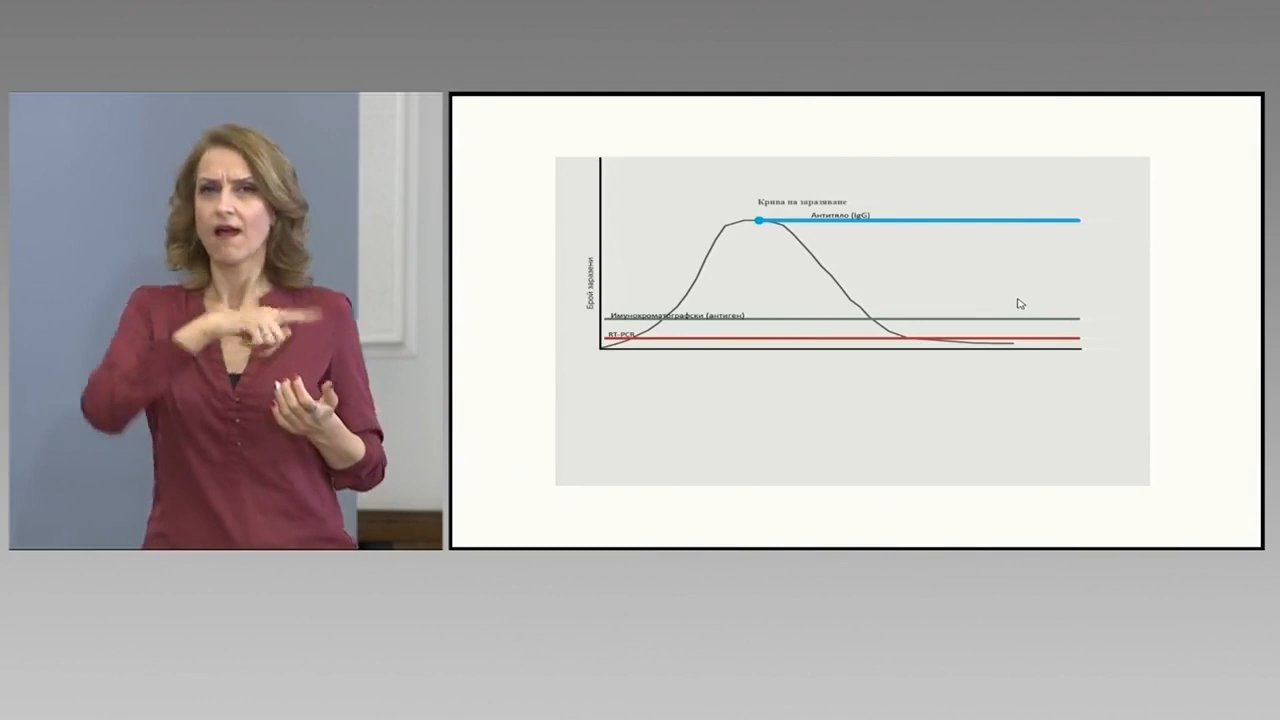 Крива на заразяване
Антитяло (IgG)
Брой заразени
Имунохроматографски (антиген)
RT-PCR